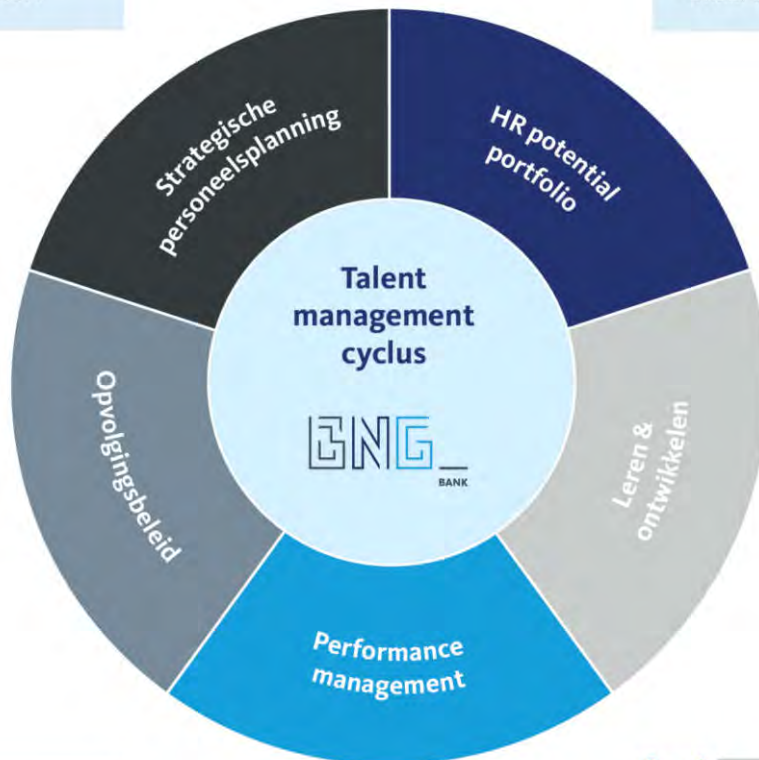 Strategische
personeelsplanning
HR potential
portfolio
Talent
management
cyclus
BNG
BANK
Opvolgingsbeleid
Leren &
ontwikkelen
Performance
management